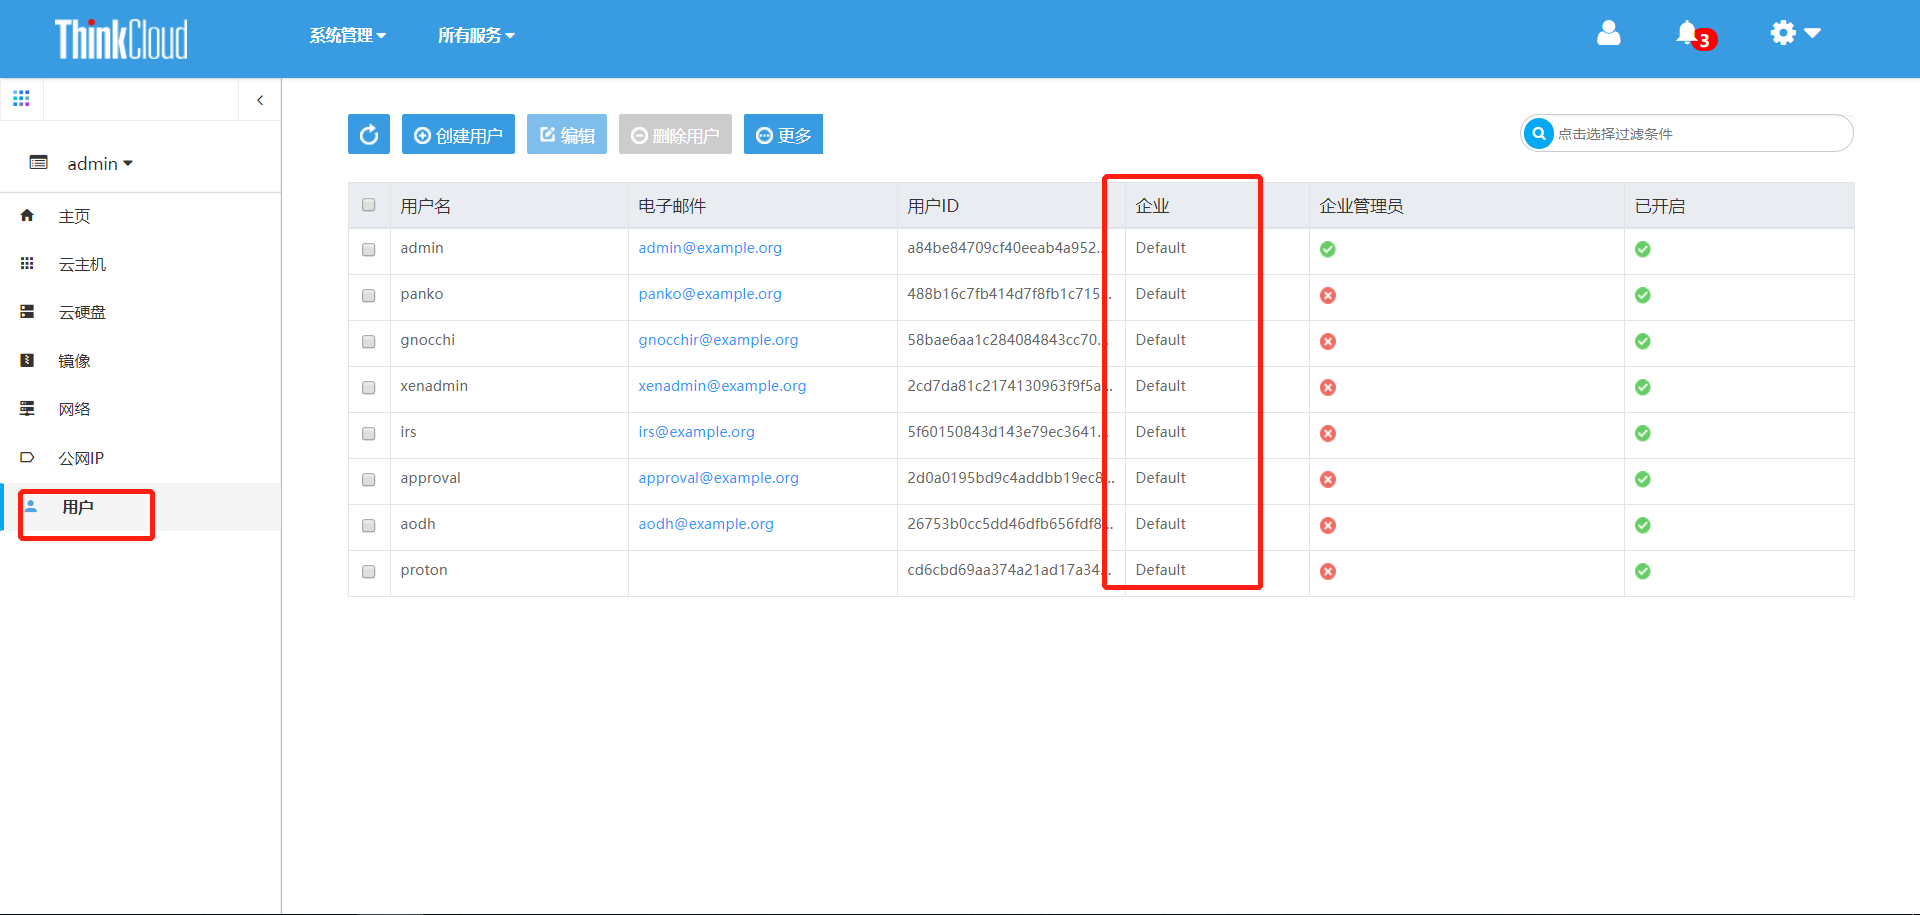 ThinkCloud
系统管理
所有服务
3
admin
主页
云主机
云硬盘
镜像
网络
公网IP
用户
创建用户
编辑
删除用户
更多
点击选择过滤条件
用户名 电子邮件 用户ID 企业 企业管理员 已开启
admin admin@example.org a84be84709cf40eeab4a952... Default
panko panko@example.org 488b16c7fb414d7f8fb1c715... Default
gnocchi gnocchir@example.org 58bae6aa1c284084843cc70... Default
xenadmin xenadmin@example.org 2cd7da81c2174130963f9f5a... Default
irs irs@example.org 5f60150843d143e79ec3641... Default
approval approval@example.org 2d0a0195bd9c4addbb19ec8... Default
aodh aodh@example.org 26753b0cc5dd46dfb656fdf8... Default
proton cd6cbd69aa374a21ad17a34... Default